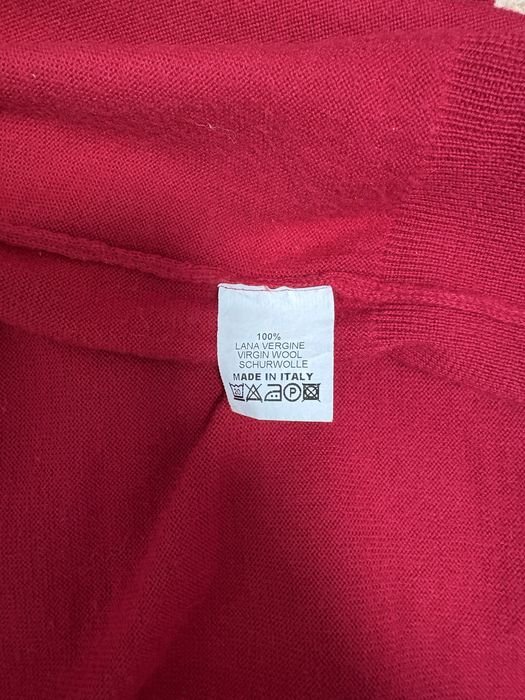 100%
LANA VERGINE
VIRGIN WOOL
SCHURWOLLE
MADE IN ITALY
P